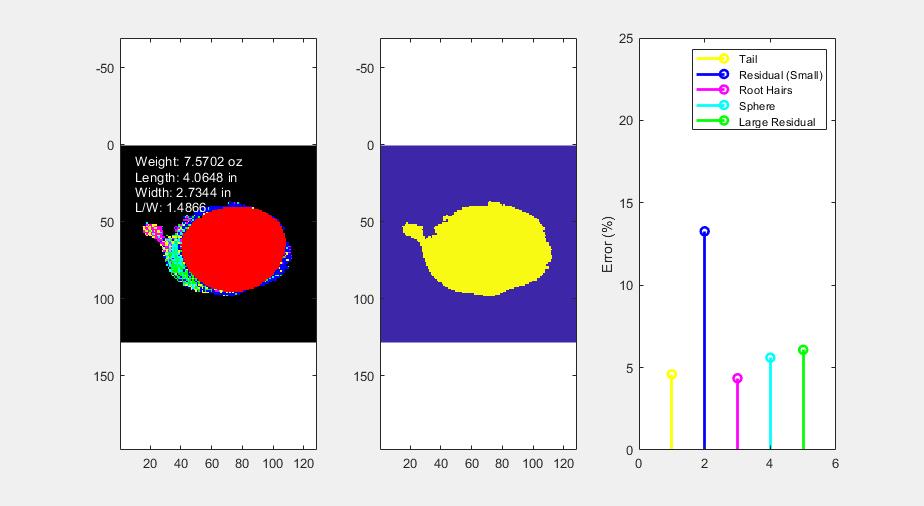 -50
0
50
100
150
20 40 60 80 100 120
Weight: 7.5702 oz
Length: 4.0648 in
Width: 2.7344 in
L/W: 1.4866
-50
0
50
100
150
20 40 60 80 100 120
Error (%)
25
20
15
10
5
0
0 2 4 6
Tail
Residual (Small)
Root Hairs
Sphere
Large Residual